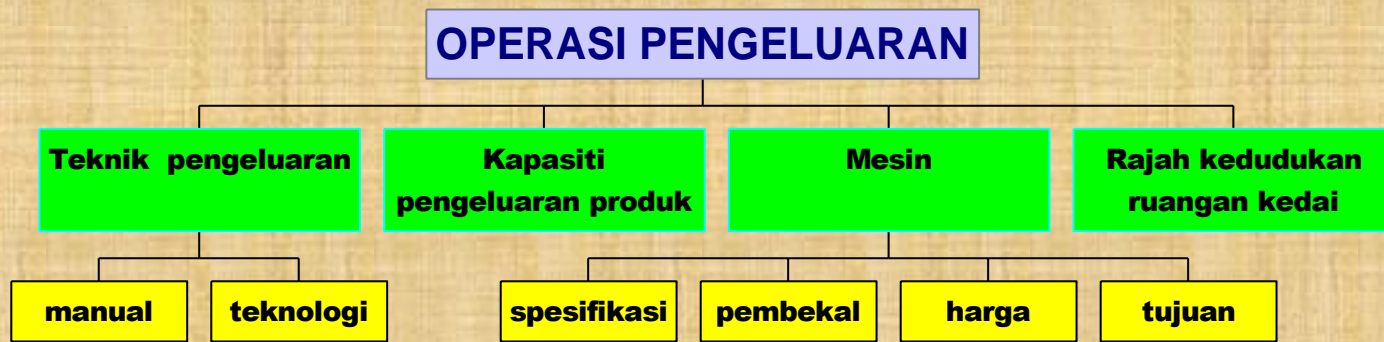 OPERASI PENGELUARAN
Teknik pengeluaran
Kapasiti
pengeluaran produk
Mesin
Rajah kedudukan
ruangan kedai
manual
teknologi
spesifikasi
pembekal
harga
tujuan